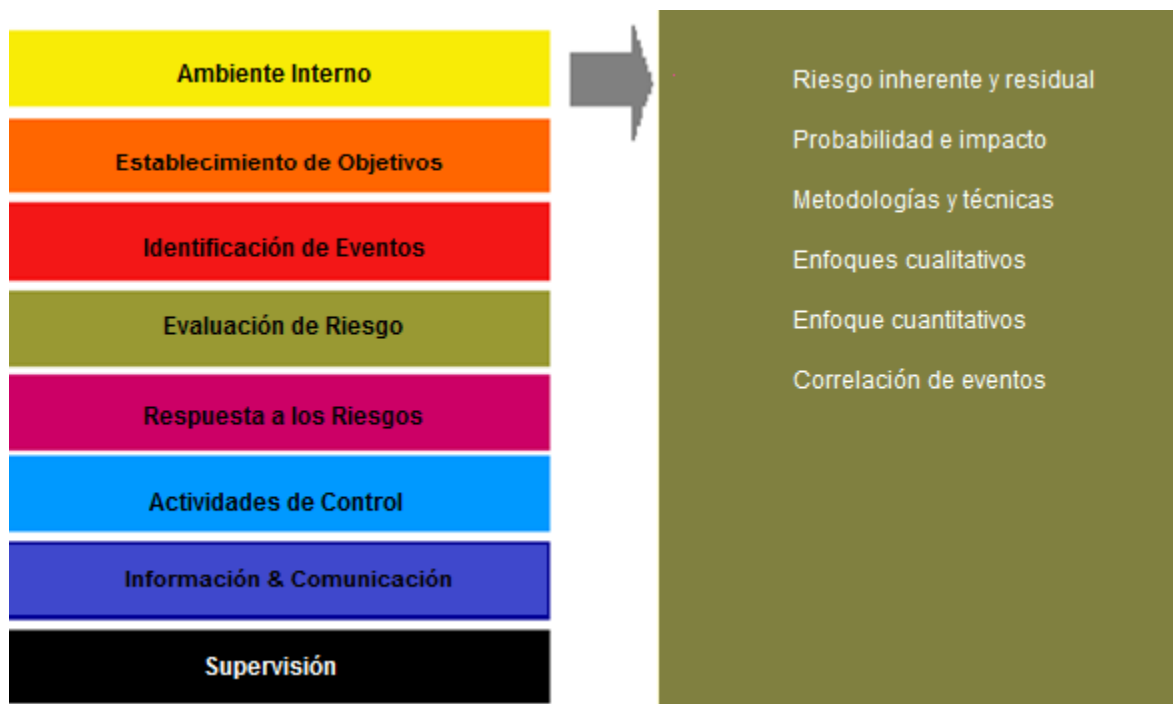 Ambiente Interno
Establecimiento de Objetivos
Identificación de Eventos
Evaluación de Riesgo
Respuesta a los Riesgos
Actividades de Control
Información & Comunicación
Supervisión
Riesgo inherente y residual
Probabilidad e impacto
Metodologías y técnicas
Enfoques cualitativos
Enfoque cuantitativos
Correlación de eventos